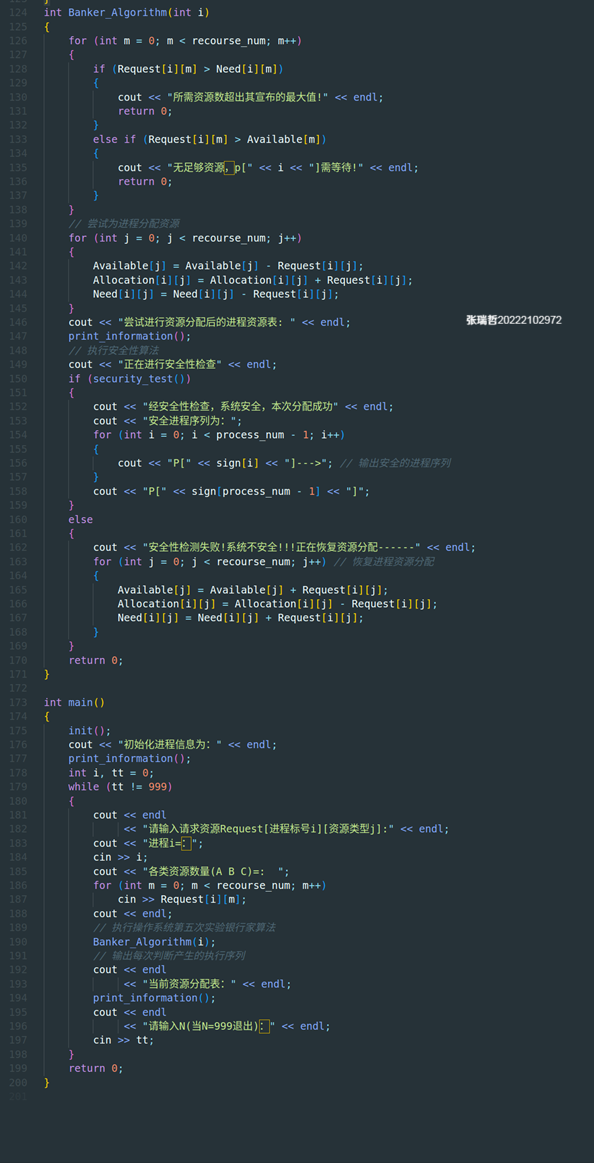 124 int Banker_Algorithm(int i)
125 {
126     for (int m = 0; m < recourse_num; m++)
127     {
128         if (Request[i][m] > Need[i][m])
129         {
130             cout << "所需资源数超出其宣布的最大值!" << endl;
131             return 0;
132         }
133         else if (Request[i][m] > Available[m])
134         {
135             cout << "无足够资源，p[" << i << "]需等待!" << endl;
136             return 0;
137         }
138     }
139     // 尝试为进程分配资源
140     for (int j = 0; j < recourse_num; j++)
141     {
142         Available[j] = Available[j] - Request[i][j];
143         Allocation[i][j] = Allocation[i][j] + Request[i][j];
144         Need[i][j] = Need[i][j] - Request[i][j];
145     }
146     cout << "尝试进行资源分配后的进程资源表: " << endl;
张瑞哲20222102972
147     print_information();
148     // 执行安全性算法
149     cout << "正在进行安全性检查" << endl;
150     if (security_test())
151     {
152         cout << "经安全性检查，系统安全，本次分配成功" << endl;
153         cout << "安全进程序列为：";
154         for (int i = 0; i < process_num - 1; i++)
155         {
156             cout << "P[" << sign[i] << "]--->"; // 输出安全的进程序列
157         }
158         cout << "P[" << sign[process_num - 1] << "]";
159     }
160     else
161     {
162         cout << "安全性检测失败!系统不安全!!!正在恢复资源分配------" << endl;
163         for (int j = 0; j < recourse_num; j++) // 恢复进程资源分配
164         {
165             Available[j] = Available[j] + Request[i][j];
166             Allocation[i][j] = Allocation[i][j] - Request[i][j];
167             Need[i][j] = Need[i][j] + Request[i][j];
168         }
169     }
170     return 0;
171 }
172
173 int main()
174 {
175     init();
176     cout << "初始化进程信息为：" << endl;
177     print_information();
178     int i, tt = 0;
179     while (tt != 999)
180     {
181         cout << endl
182              << "请输入请求资源Request[进程标号i][资源类型j]:" << endl;
183         cout << "进程i=：";
184         cin >> i;
185         cout << "各类资源数量(A B C)=:  ";
186         for (int m = 0; m < recourse_num; m++)
187             cin >> Request[i][m];
188         cout << endl;
189         // 执行操作系统第五次实验银行家算法
190         Banker_Algorithm(i);
191         // 输出每次判断产生的执行序列
192         cout << endl
193              << "当前资源分配表：" << endl;
194         print_information();
195         cout << endl
196              << "请输入N(当N=999退出)：" << endl;
197         cin >> tt;
198     }
199     return 0;
200 }
201